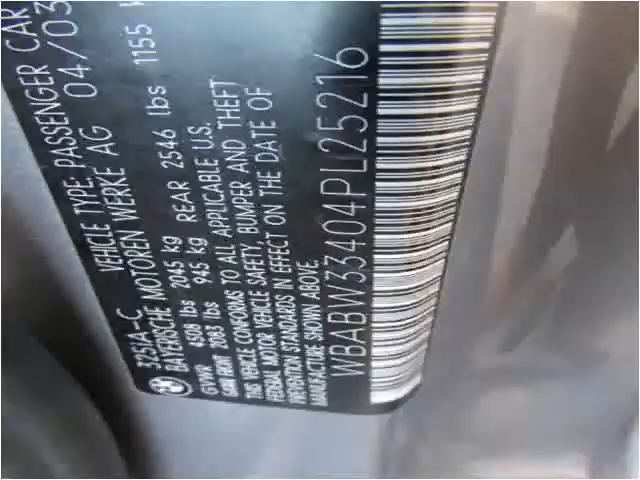 325iA-C VEHICLE TYPE: PASSENGER CAR
BAYERISCHE MOTOREN WERKE AG 04/03
GVWR 4508 lbs 2045 kg
GAWR FRONT 2083 lbs 945 kg REAR 2546 lbs 1155
THIS VEHICLE CONFORMS TO ALL APPLICABLE U.S.
FEDERAL MOTOR VEHICLE SAFETY, BUMPER AND THEFT
PREVENTION STANDARDS IN EFFECT ON THE DATE OF
MANUFACTURE SHOWN ABOVE.
WBABW33404PL25216